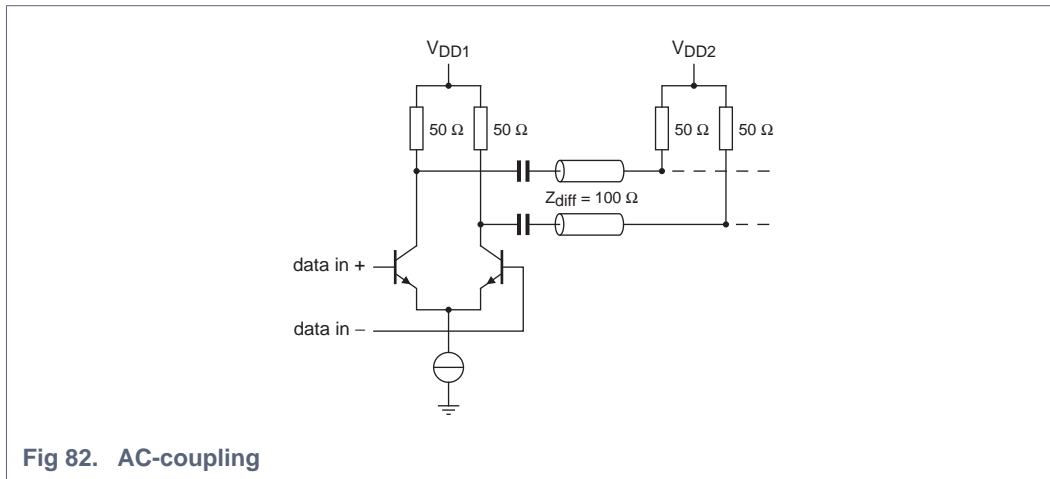 VDD1
VDD2
50 Ω
50 Ω
50 Ω
50 Ω
Zdiff = 100 Ω
data in +
data in −
Fig 82. AC-coupling